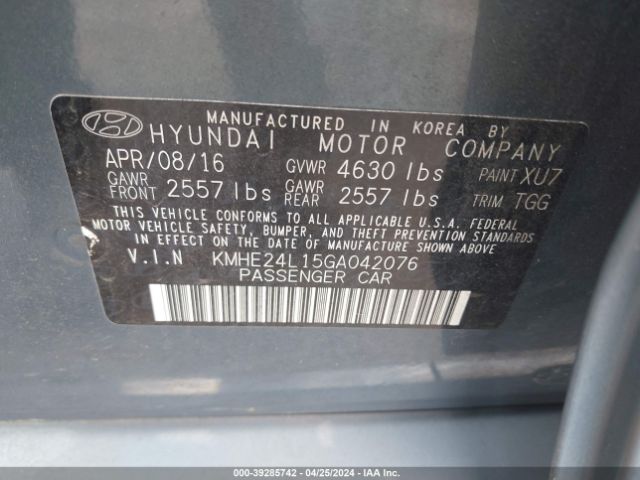 MANUFACTURED IN KOREA BY
HYUNDAI MOTOR COMPANY
APR/08/16 GVWR 4630 lbs PAINT XU7
GAWR FRONT 2557 lbs GAWR REAR 2557 lbs TRIM TGG
THIS VEHICLE CONFORMS TO ALL APPLICABLE U.S.A. FEDERAL
MOTOR VEHICLE SAFETY, BUMPER, AND THEFT PREVENTION STANDARDS
IN EFFECT ON THE DATE OF MANUFACTURE SHOWN ABOVE
V.I.N KMHE24L15GA042076
PASSENGER CAR
000-39285742 - 04/25/2024 - IAA Inc.